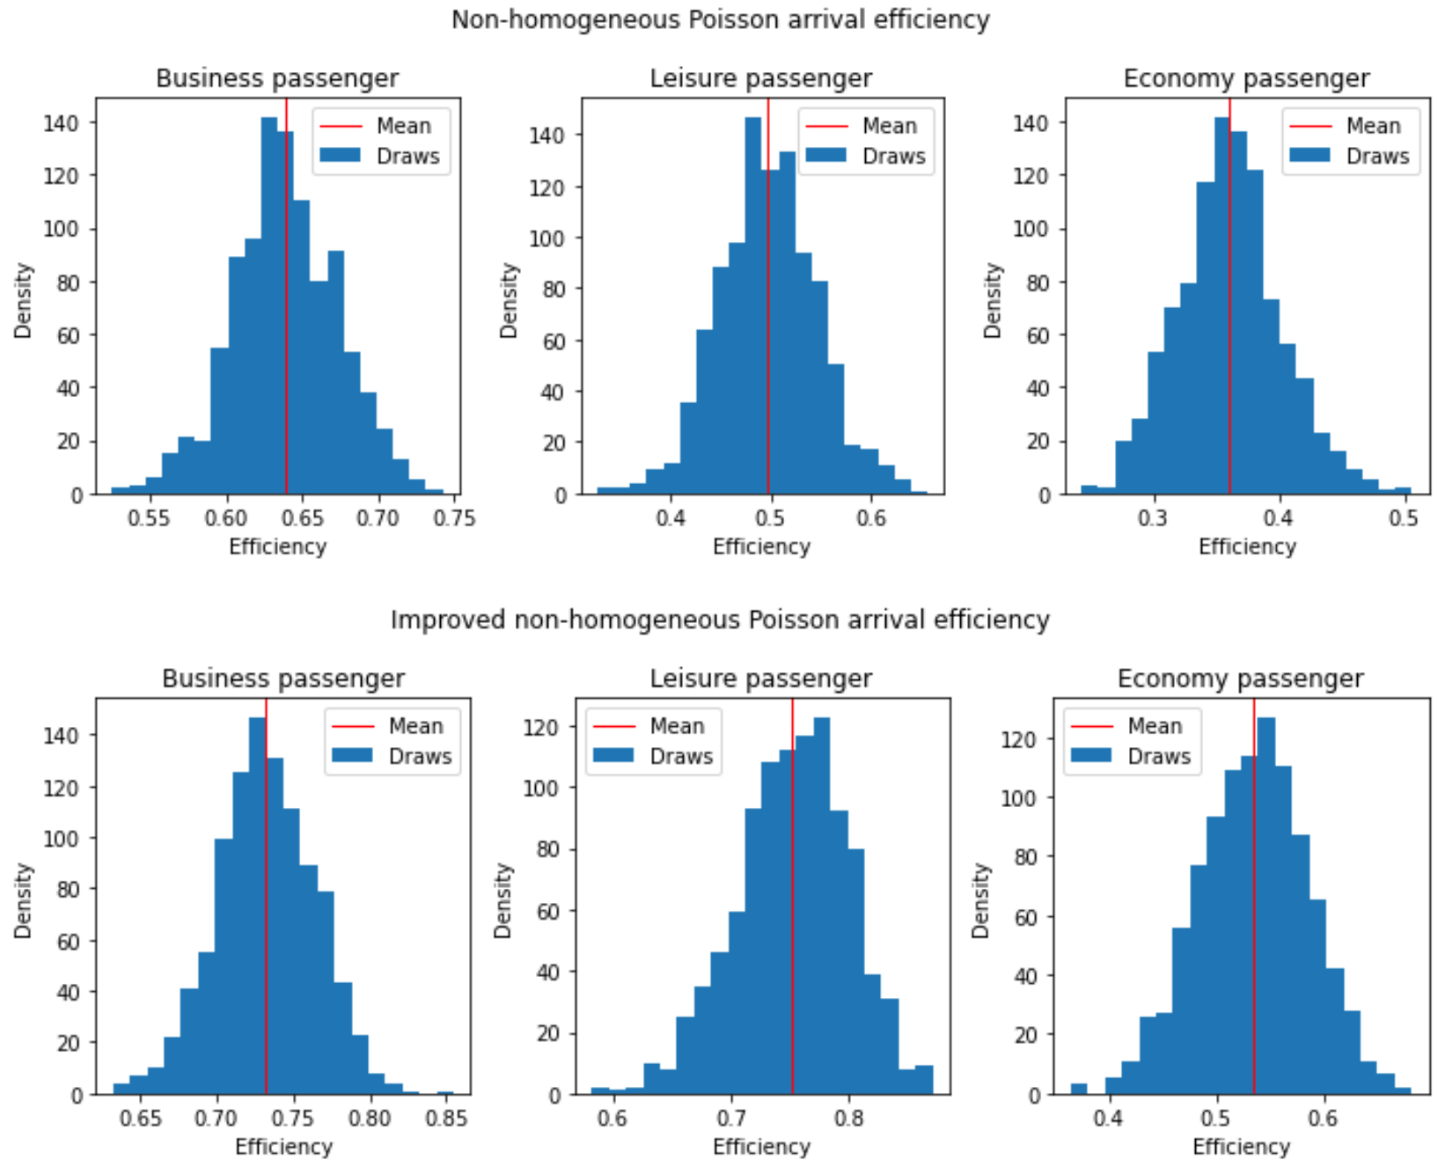 Non-homogeneous Poisson arrival efficiency
Business passenger
Mean
Draws
Density
140
120
100
80
60
40
20
0
0.55 0.60 0.65 0.70 0.75
Efficiency
Leisure passenger
Mean
Draws
Density
140
120
100
80
60
40
20
0
0.4 0.5 0.6
Efficiency
Economy passenger
Mean
Draws
Density
140
120
100
80
60
40
20
0
0.3 0.4 0.5
Efficiency
Improved non-homogeneous Poisson arrival efficiency
Business passenger
Mean
Draws
Density
140
120
100
80
60
40
20
0
0.65 0.70 0.75 0.80 0.85
Efficiency
Leisure passenger
Mean
Draws
Density
120
100
80
60
40
20
0
0.6 0.7 0.8
Efficiency
Economy passenger
Mean
Draws
Density
120
100
80
60
40
20
0
0.4 0.5 0.6
Efficiency